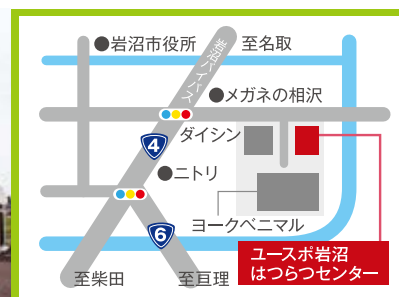 ●岩沼市役所
至名取
岩沼バイパス
●メガネの相沢
ダイシン
4
●ニトリ
6
ヨークベニマル
ユースポ岩沼
はつらつセンター
至柴田
至亘理